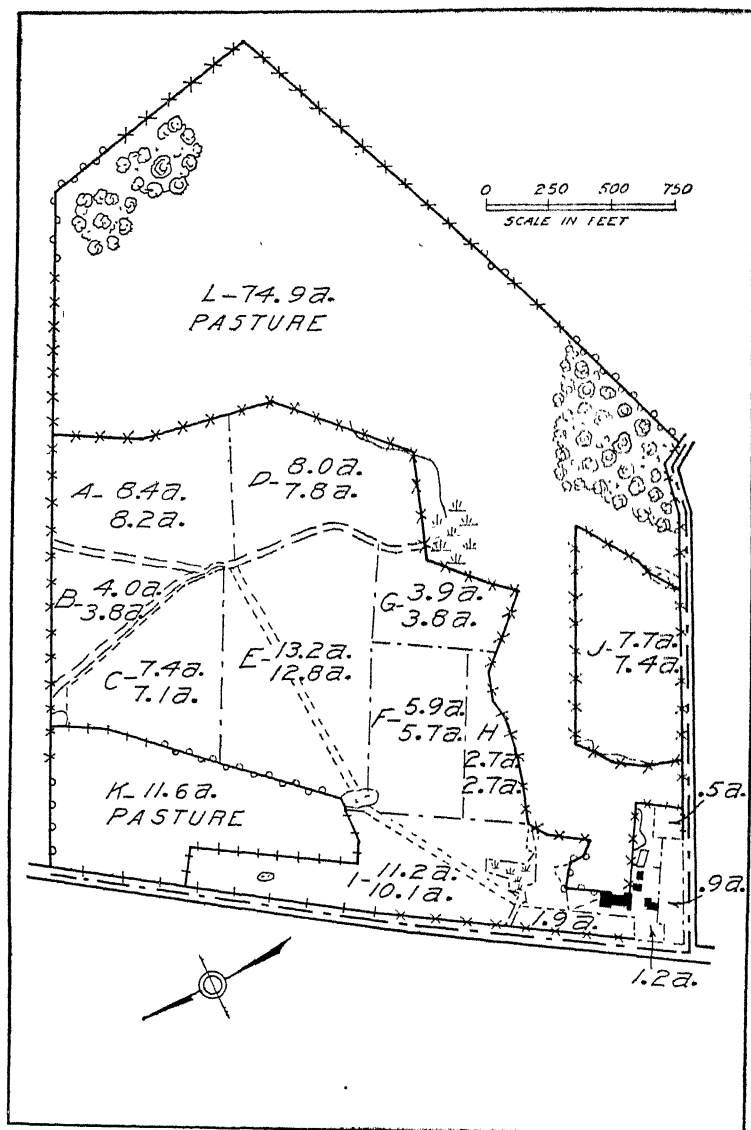 0 250 500 750
SCALE IN FEET
L-74.9a.
PASTURE
A-8.4a.
8.2a.
D-8.0a.
7.8a.
B-4.0a.
3.8a.
G-3.9a.
3.8a.
J-7.7a.
7.4a.
C-7.4a.
7.1a.
E-13.2a.
12.8a.
F-5.9a.
5.7a.
H
2.7a.
2.7a.
K-11.6a.
PASTURE
.5a.
I-11.2a.
10.1a.
.9a.
1.9a.
1.2a.